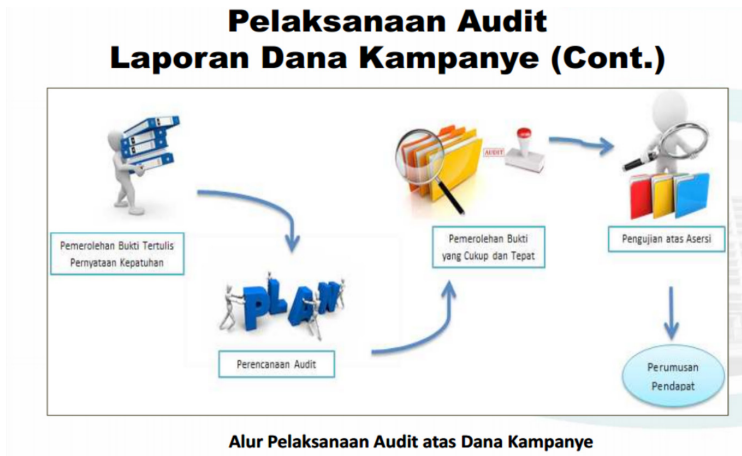 Pelaksanaan Audit
Laporan Dana Kampanye (Cont.)
Pemerolehan Bukti Tertulis
Pernyataan Kepatuhan
PLAN
Perencanaan Audit
AUDIT
Pemerolehan Bukti
yang Cukup dan Tepat
Pengujian atas Asersi
Perumusan
Pendapat
Alur Pelaksanaan Audit atas Dana Kampanye